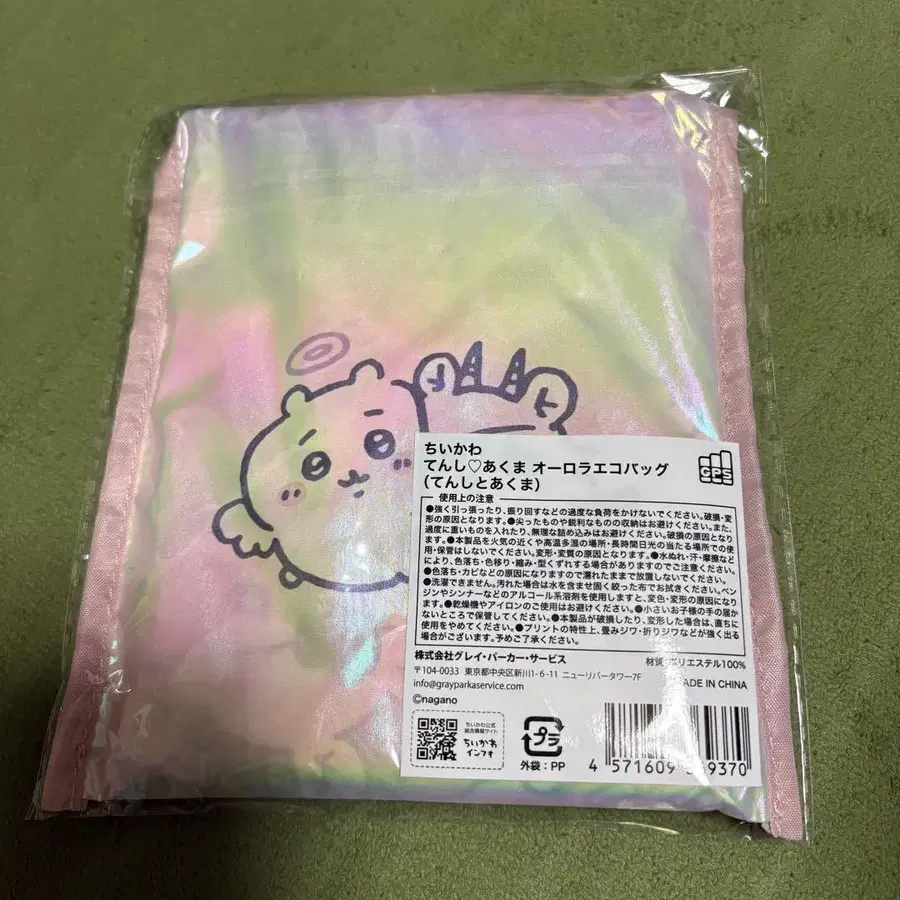 ちいかわ
てんし♡あくま オーロラエコバッグ
(てんしとあくま)
GPS
使用上の注意
●強く引っ張ったり、振り回すなどの過度な負荷をかけないでください。破損・変
形の原因となります。●尖ったものや鋭利なものの収納はお避けください。また、
過度に重いものを入れたり、無理な詰め込みはお避けください。破損の原因となり
ます。●本製品を火気の近くや高温多湿の場所・長時間日光の当たる場所での使
用・保管はしないでください。変形・変質の原因となります。●水ぬれ・汗・摩擦など
により、色落ち・色移り・縮み・型くずれする場合がありますのでご注意ください。
●色落ち・カビなどの原因になりますので濡れたままで放置しないでください。
●洗濯できません。汚れた場合は水を含ませ固く絞った布でお拭きください。ベン
ジンやシンナーなどのアルコール系溶剤を使用しますと、変色・変形の原因になり
ます。●乾燥機やアイロンのご使用はお避けください。●小さいお子様の手の届か
ないところで保管してください。●本製品が破損したり、変形した場合は、直ちに
使用をやめてください。●プリントの特性上、畳みジワ・折りジワなどが強く出る
場合がございます。予めご了承ください。
株式会社グレイ・パーカー・サービス
材質:ポリエステル100%
〒104-0033 東京都中央区新川1-6-11 ニューリバータワー7F
info@grayparkaservice.com
MADE IN CHINA
©nagano
ちいかわ公式
総合情報サイト
ちいかわ
インフォ
プラ
外袋:PP
4 571609 9370